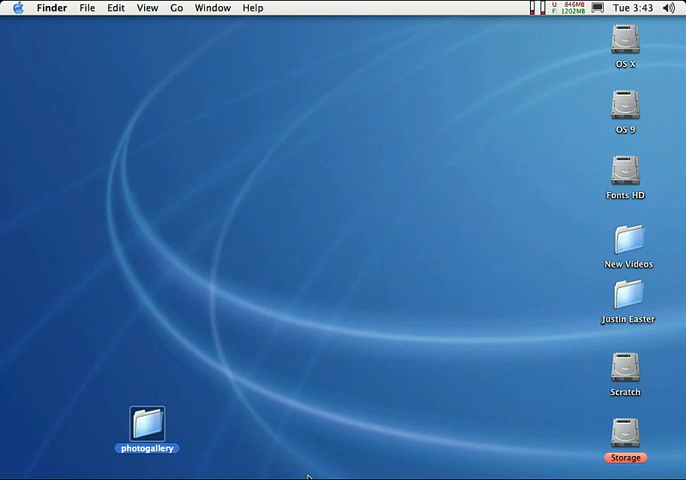 Finder File Edit View Go Window Help U: 846MB Tue 3:43
F: 1202MB
OS X
OS 9
Fonts HD
New Videos
Justin Easter
Scratch
photogallery
Storage